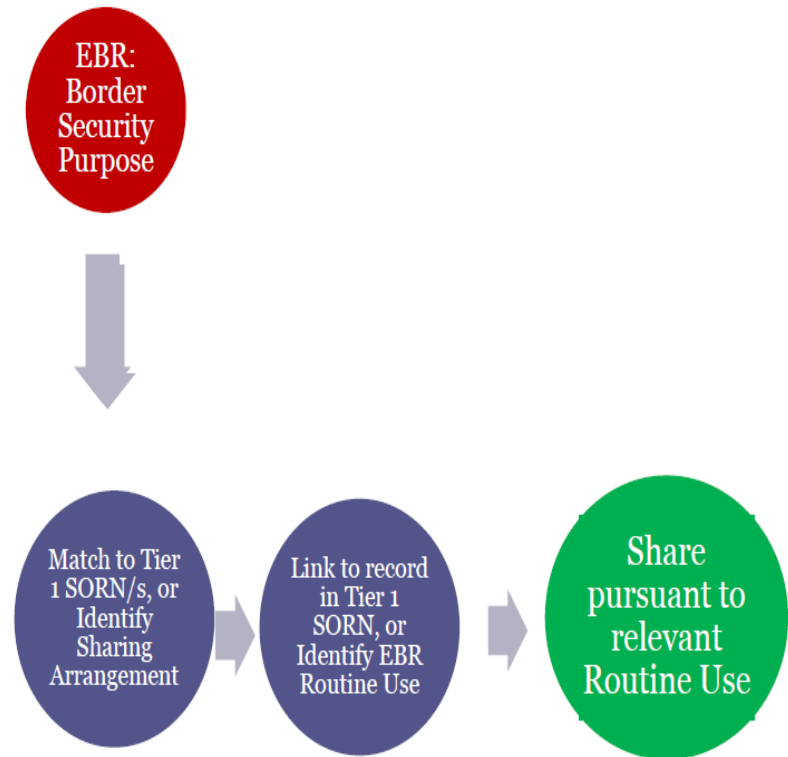 EBR:
Border
Security
Purpose
Match to Tier
1 SORN/s, or
Identify
Sharing
Arrangement
Link to record
in Tier 1
SORN, or
Identify EBR
Routine Use
Share
pursuant to
relevant
Routine Use